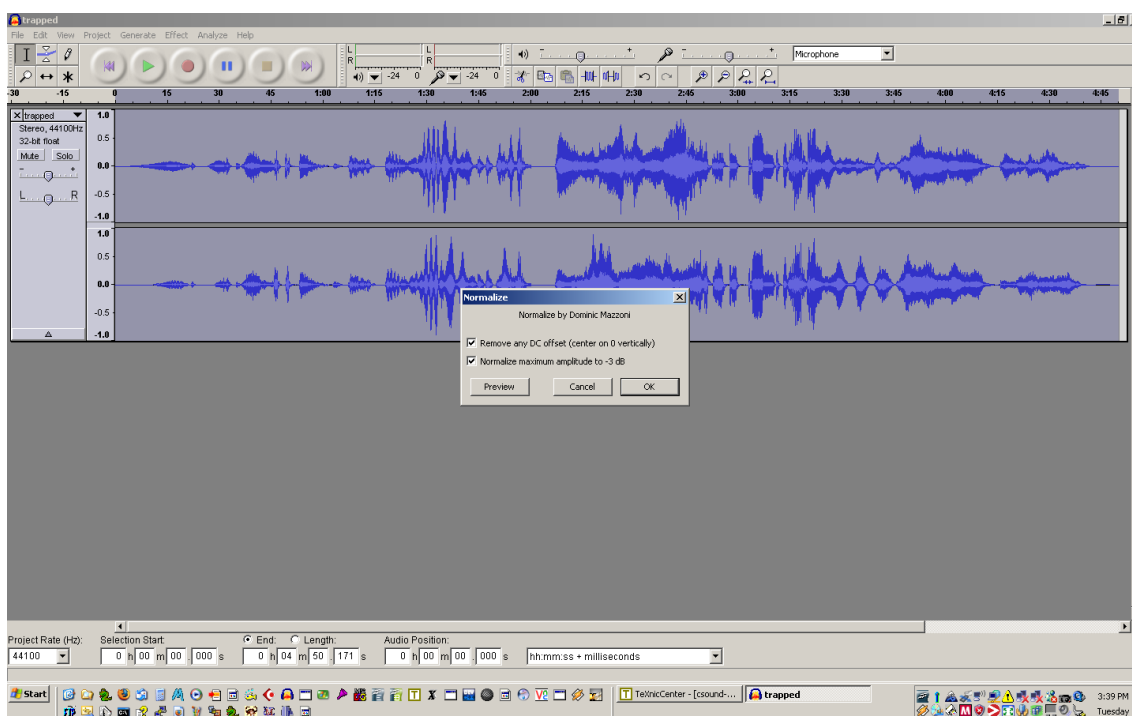 trapped
File Edit View Project Generate Effect Analyze Help
L
R
L
R
-24 0
-24 0
- +
- +
Microphone
-30 -15 0 15 30 45 1:00 1:15 1:30 1:45 2:00 2:15 2:30 2:45 3:00 3:15 3:30 3:45 4:00 4:15 4:30 4:45
X trapped
Stereo, 44100Hz
32-bit float
Mute Solo
- +
L R
1.0
0.5
0.0
-0.5
-1.0
1.0
0.5
0.0
-0.5
-1.0
Normalize
Normalize by Dominic Mazzoni
Remove any DC offset (center on 0 vertically)
Normalize maximum amplitude to -3 dB
Preview Cancel OK
Project Rate (Hz): Selection Start: End: Length: Audio Position:
44100 0 h 00 m 00 . 000 s 0 h 04 m 50 . 171 s 0 h 00 m 00 . 000 s hh:mm:ss + milliseconds
Start TeXnicCenter - [csound-... trapped 3:39 PM
Tuesday